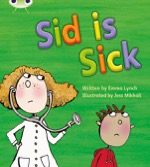 Sid is
Sick
Written by Emma Lynch
Illustrated by Jess Mikhail